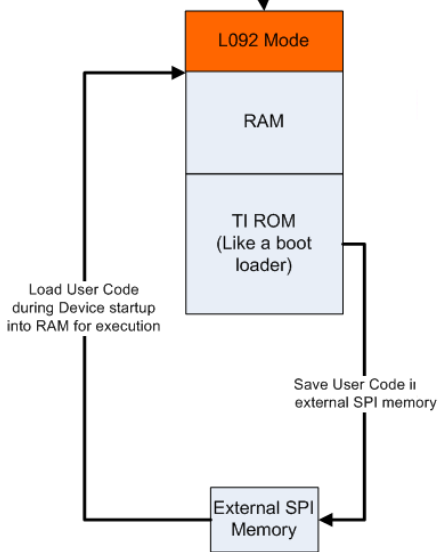 L092 Mode
RAM
TI ROM
(Like a boot
loader)
Load User Code
during Device startup
into RAM for execution
Save User Code
external SPI memory
External SPI
Memory